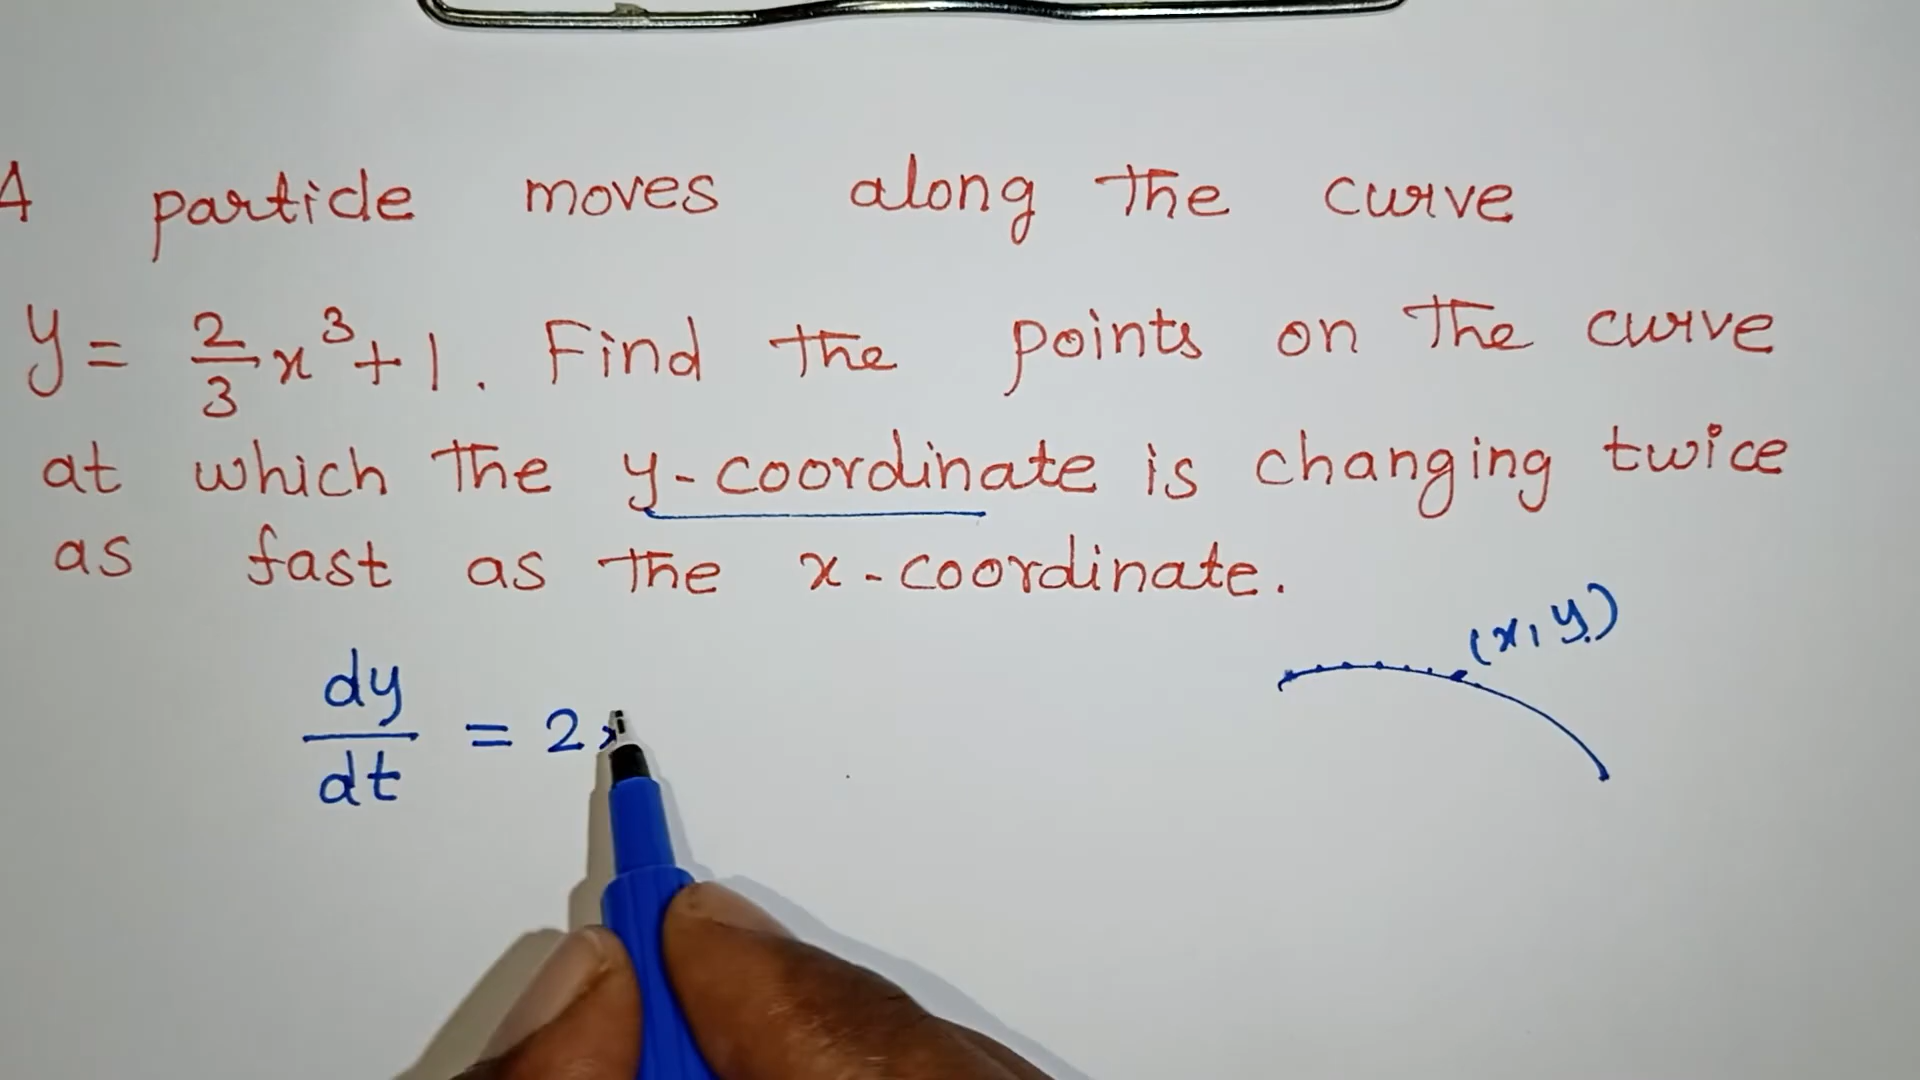 A particle moves along the curve
y = 2/3 x³ + 1. Find the points on the curve
at which the y-coordinate is changing twice
as fast as the x-coordinate.
(x, y)
dy/dt = 2